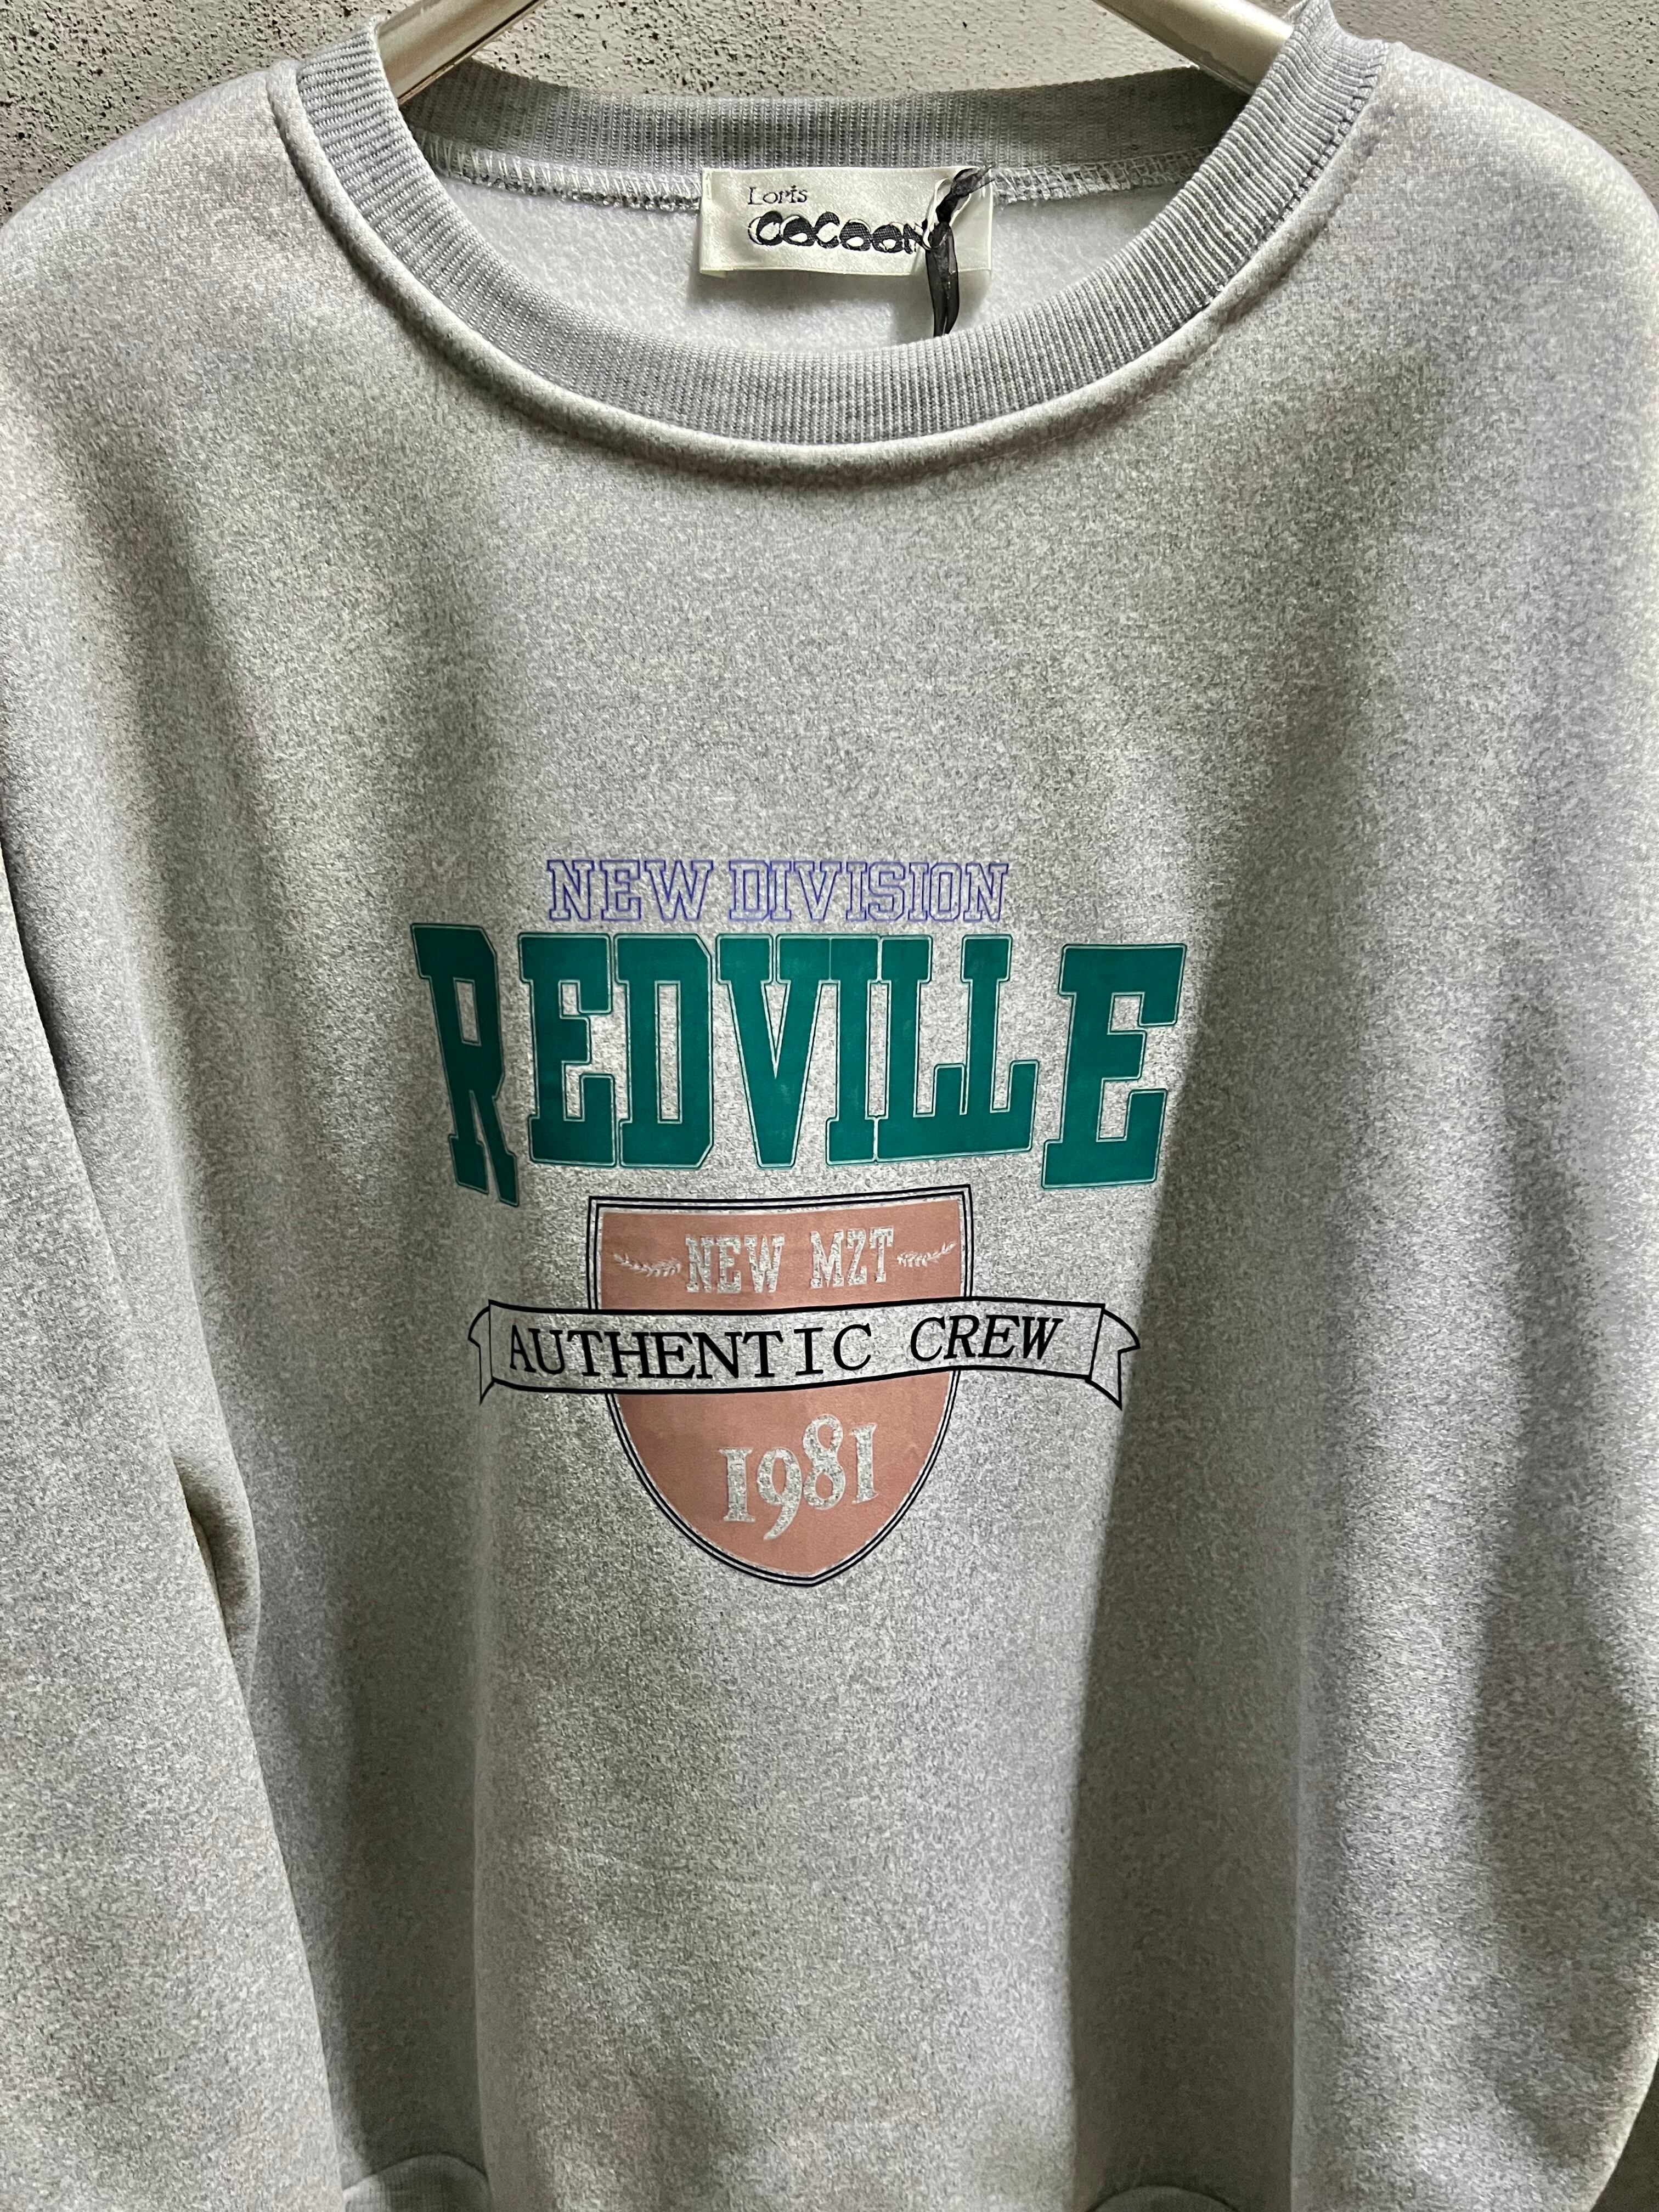 Loris
COCOON
NEW DIVISION
REDVILLE
NEW MZT
AUTHENTIC CREW
1981